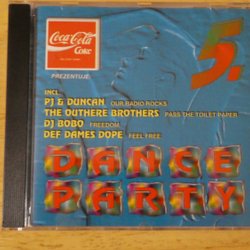 Coca-Cola
COKE
5.
PREZENTUJE:
INCL.
PJ & DUNCAN OUR RADIO ROCKS
THE OUTHERE BROTHERS PASS THE TOILET PAPER
DJ BOBO FREEDOM
DEF DAMES DOPE FEEL FREE
DANCE
PARTY